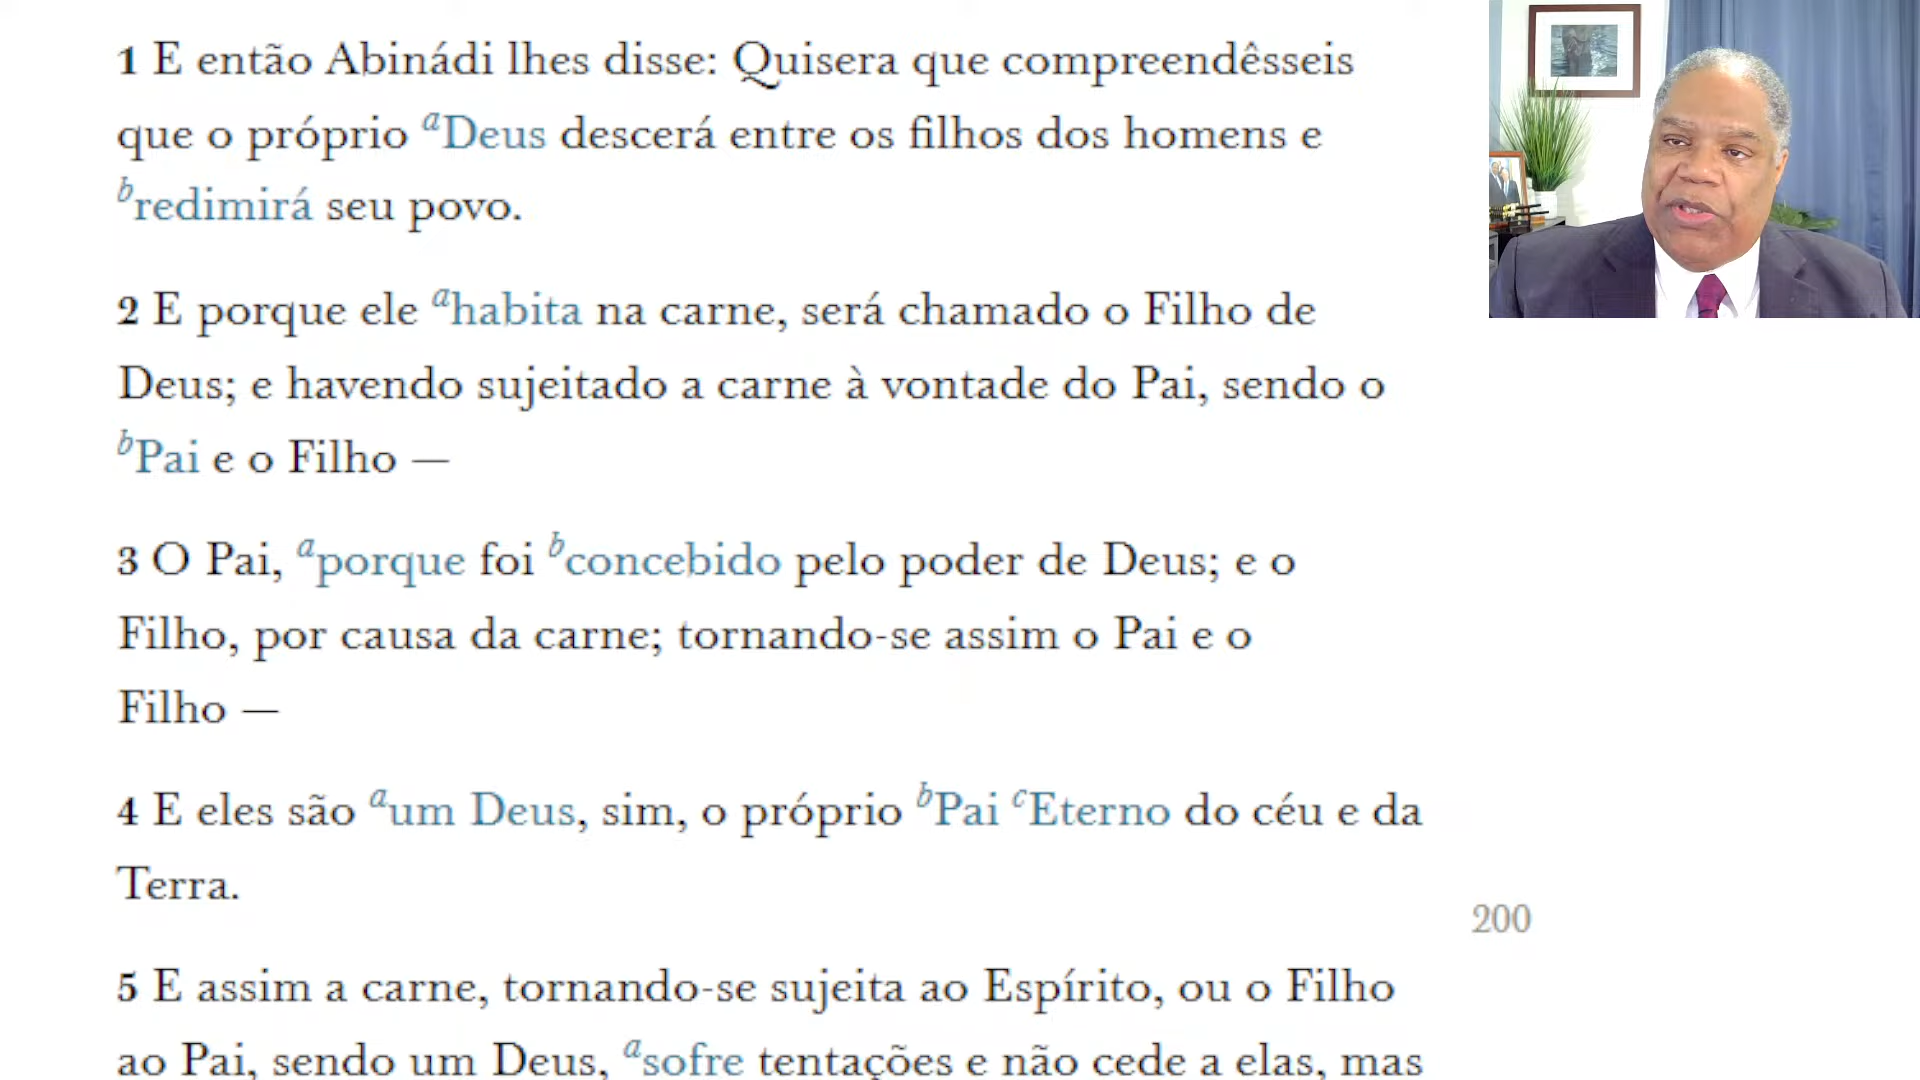 1 E então Abinádi lhes disse: Quisera que compreendêsseis
que o próprio aDeus descerá entre os filhos dos homens e
bredimirá seu povo.
2 E porque ele ahabita na carne, será chamado o Filho de
Deus; e havendo sujeitado a carne à vontade do Pai, sendo o
bPai e o Filho —
3 O Pai, aporque foi bconcebido pelo poder de Deus; e o
Filho, por causa da carne; tornando-se assim o Pai e o
Filho —
4 E eles são aum Deus, sim, o próprio bPai cEterno do céu e da
Terra.
200
5 E assim a carne, tornando-se sujeita ao Espírito, ou o Filho
ao Pai, sendo um Deus, asofre tentações e não cede a elas, mas